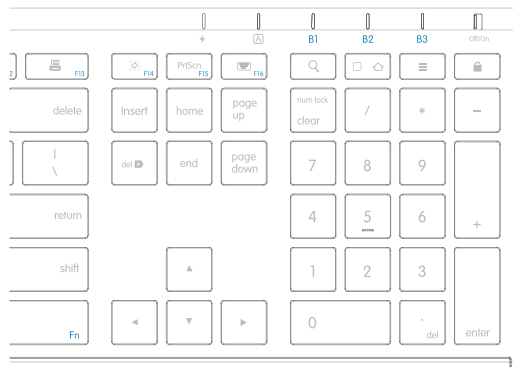 A B1 B2 B3 Off/On
2 F13 F14 PrtScn F15 F16
delete Insert home page up num lock clear / * −
| \ del end page down 7 8 9
return 4 5 6 +
shift 1 2 3
Fn 0 . del enter